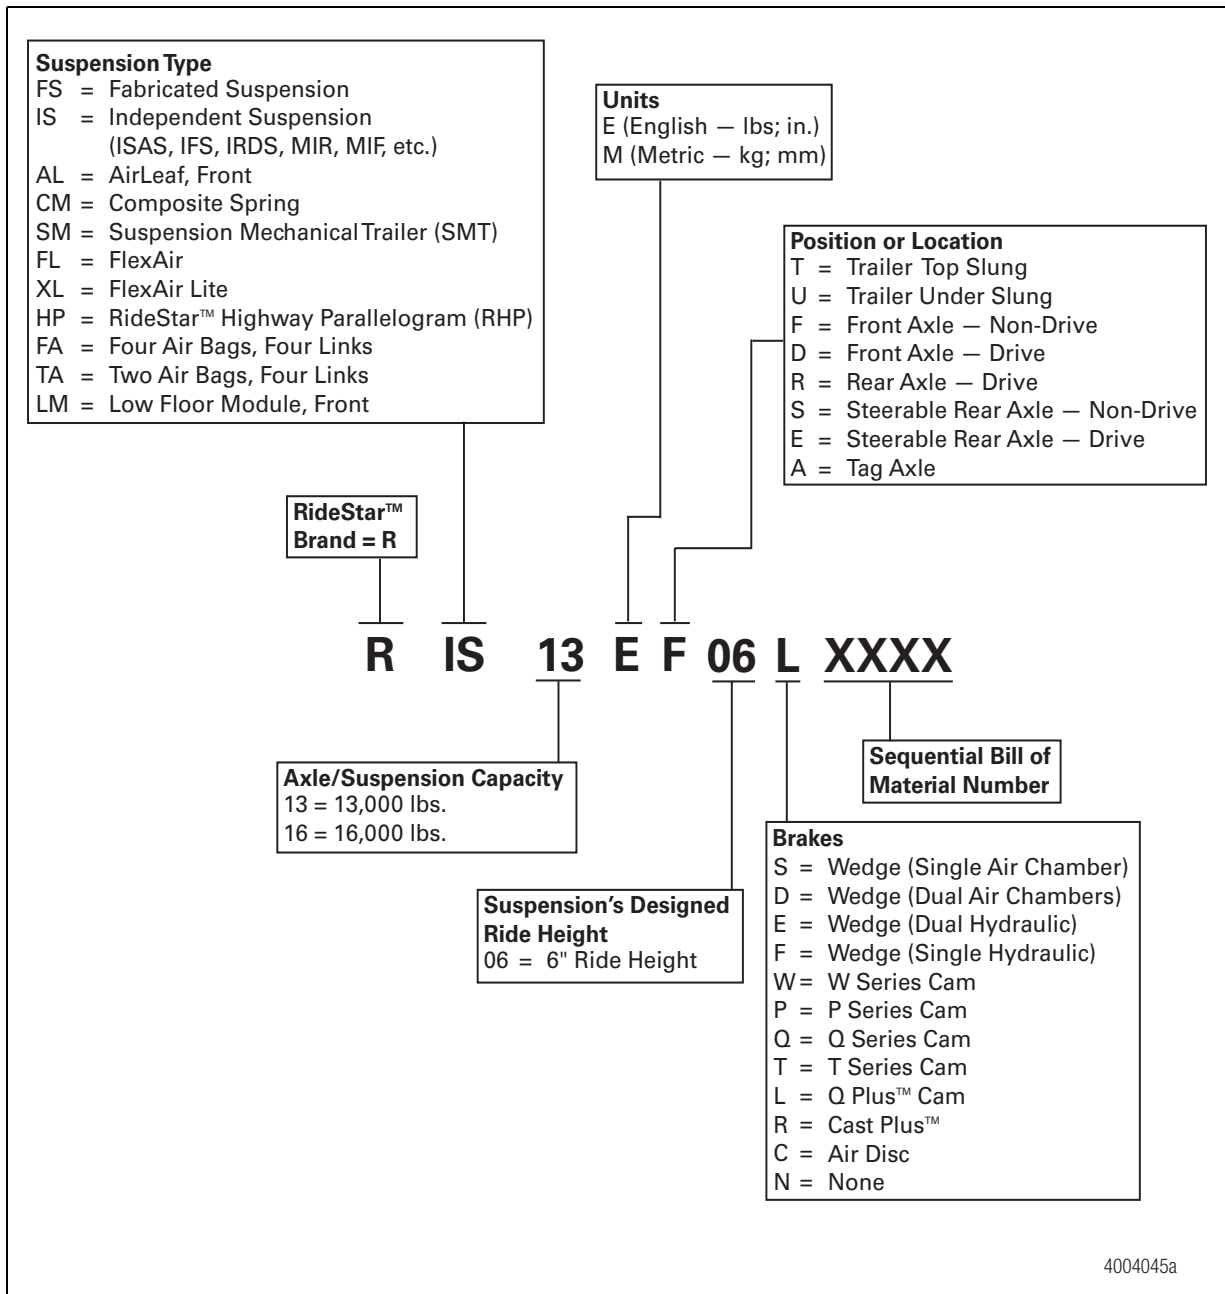 Suspension Type
FS = Fabricated Suspension
IS = Independent Suspension
(ISAS, IFS, IRDS, MIR, MIF, etc.)
AL = AirLeaf, Front
CM = Composite Spring
SM = Suspension Mechanical Trailer (SMT)
FL = FlexAir
XL = FlexAir Lite
HP = RideStar™ Highway Parallelogram (RHP)
FA = Four Air Bags, Four Links
TA = Two Air Bags, Four Links
LM = Low Floor Module, Front
Units
E (English — lbs; in.)
M (Metric — kg; mm)
Position or Location
T = Trailer Top Slung
U = Trailer Under Slung
F = Front Axle — Non-Drive
D = Front Axle — Drive
R = Rear Axle — Drive
S = Steerable Rear Axle — Non-Drive
E = Steerable Rear Axle — Drive
A = Tag Axle
RideStar™
Brand = R
R IS 13 E F 06 L XXXX
Axle/Suspension Capacity
13 = 13,000 lbs.
16 = 16,000 lbs.
Suspension's Designed
Ride Height
06 = 6" Ride Height
Sequential Bill of
Material Number
Brakes
S = Wedge (Single Air Chamber)
D = Wedge (Dual Air Chambers)
E = Wedge (Dual Hydraulic)
F = Wedge (Single Hydraulic)
W = W Series Cam
P = P Series Cam
Q = Q Series Cam
T = T Series Cam
L = Q Plus™ Cam
R = Cast Plus™
C = Air Disc
N = None
4004045a